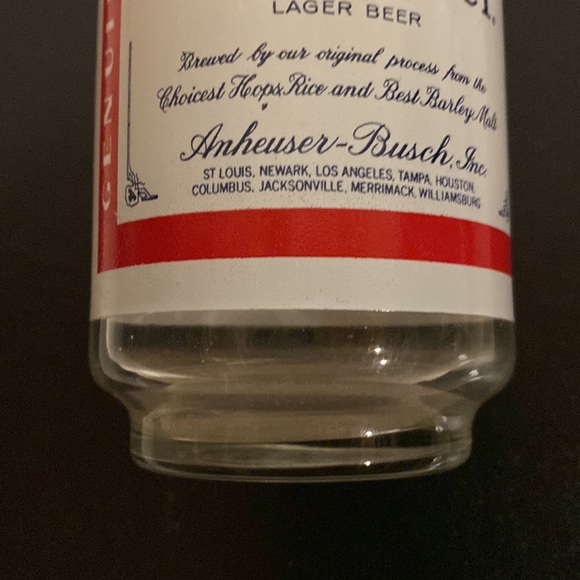 LAGER BEER
Brewed by our original process from the
Choicest Hops, Rice and Best Barley Malt
Anheuser-Busch, Inc.
ST LOUIS, NEWARK, LOS ANGELES, TAMPA, HOUSTON,
COLUMBUS, JACKSONVILLE, MERRIMACK, WILLIAMSBURG